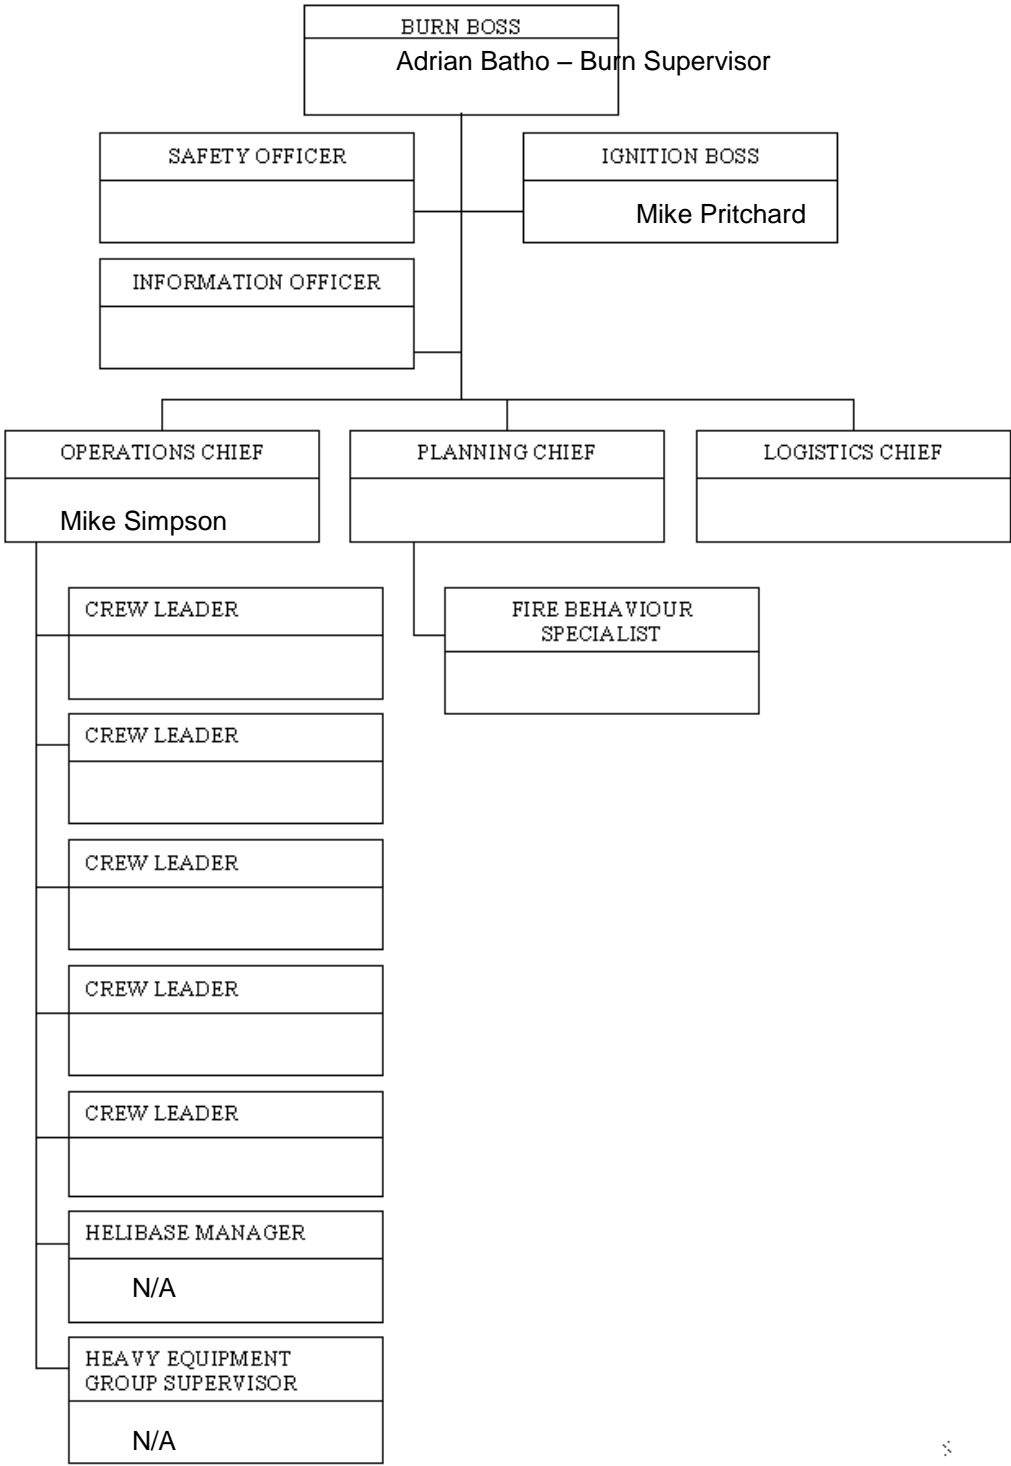 BURN BOSS
Adrian Batho – Burn Supervisor
SAFETY OFFICER
IGNITION BOSS
Mike Pritchard
INFORMATION OFFICER
OPERATIONS CHIEF
Mike Simpson
PLANNING CHIEF
LOGISTICS CHIEF
CREW LEADER
FIRE BEHAVIOUR
SPECIALIST
CREW LEADER
CREW LEADER
CREW LEADER
CREW LEADER
HELIBASE MANAGER
N/A
HEAVY EQUIPMENT
GROUP SUPERVISOR
N/A